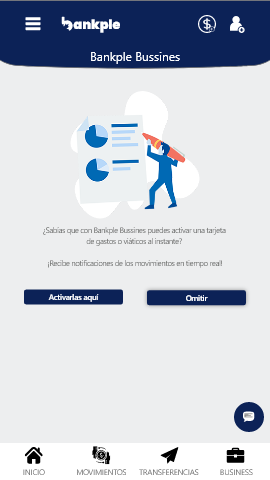 bankple
Bankple Bussines
¿Sabías que con Bankple Bussines puedes activar una tarjeta
de gastos o viáticos al instante?
¡Recibe notificaciones de los movimientos en tiempo real!
Activarlas aquí
Omitir
INICIO
MOVIMIENTOS
TRANSFERENCIAS
BUSINESS